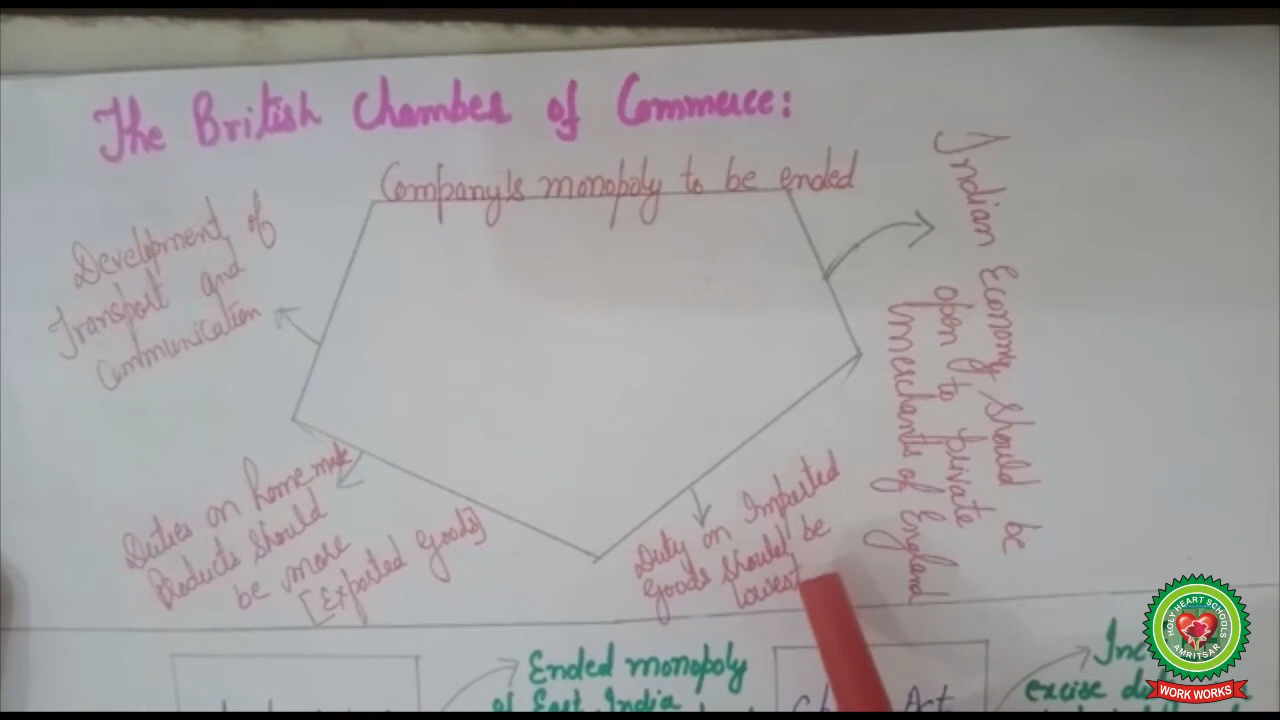 The British Chamber of Commerce:
Company's monopoly to be ended
Development of
Transport and
Communication
Indian Economy should be
open to private
merchants of England
Duties on home made
Products should
be more
[Exported Goods]
Duty on Imported
Goods should be
lowest
Ended monopoly
of East India
Act
excise
HOLY HEART SCHOOLS
AMRITSAR
WORK WORKS